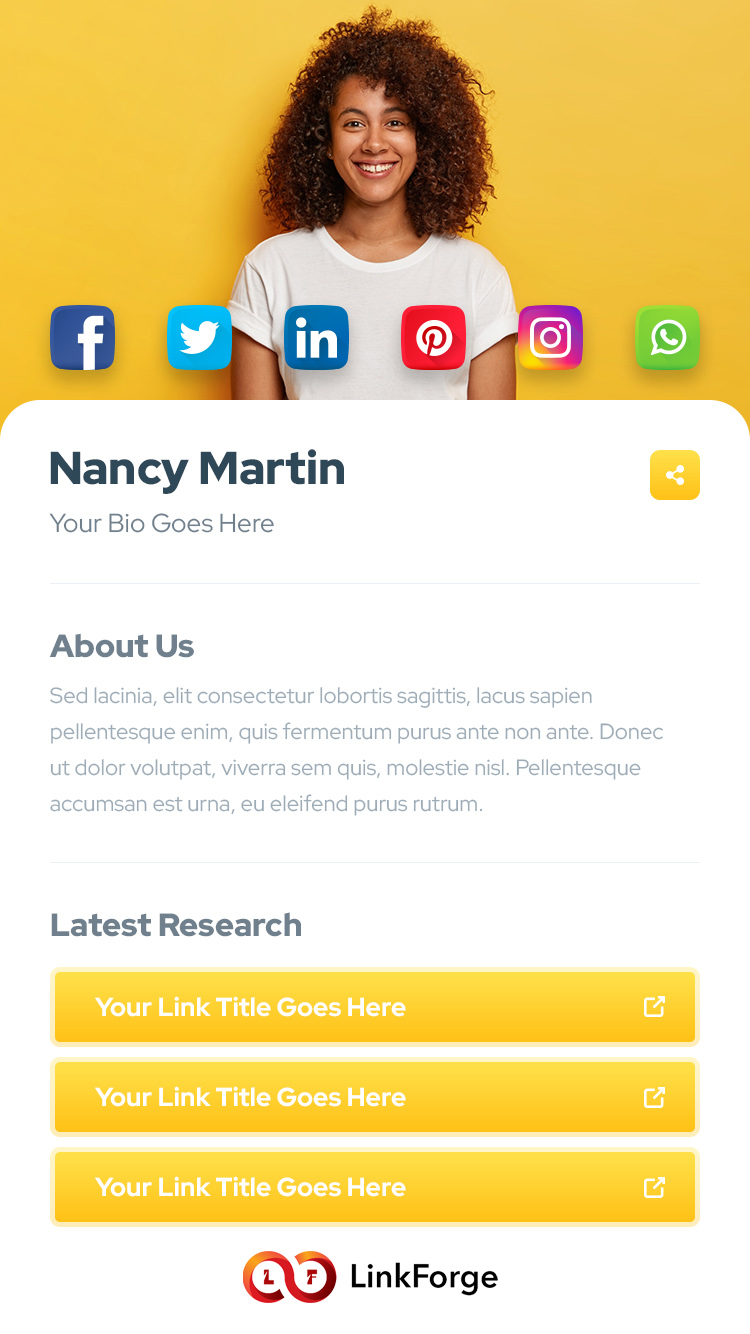 f
in
Nancy Martin
Your Bio Goes Here
About Us
Sed lacinia, elit consectetur lobortis sagittis, lacus sapien
pellentesque enim, quis fermentum purus ante non ante. Donec
ut dolor volutpat, viverra sem quis, molestie nisl. Pellentesque
accumsan est urna, eu eleifend purus rutrum.
Latest Research
Your Link Title Goes Here
Your Link Title Goes Here
Your Link Title Goes Here
L F LinkForge